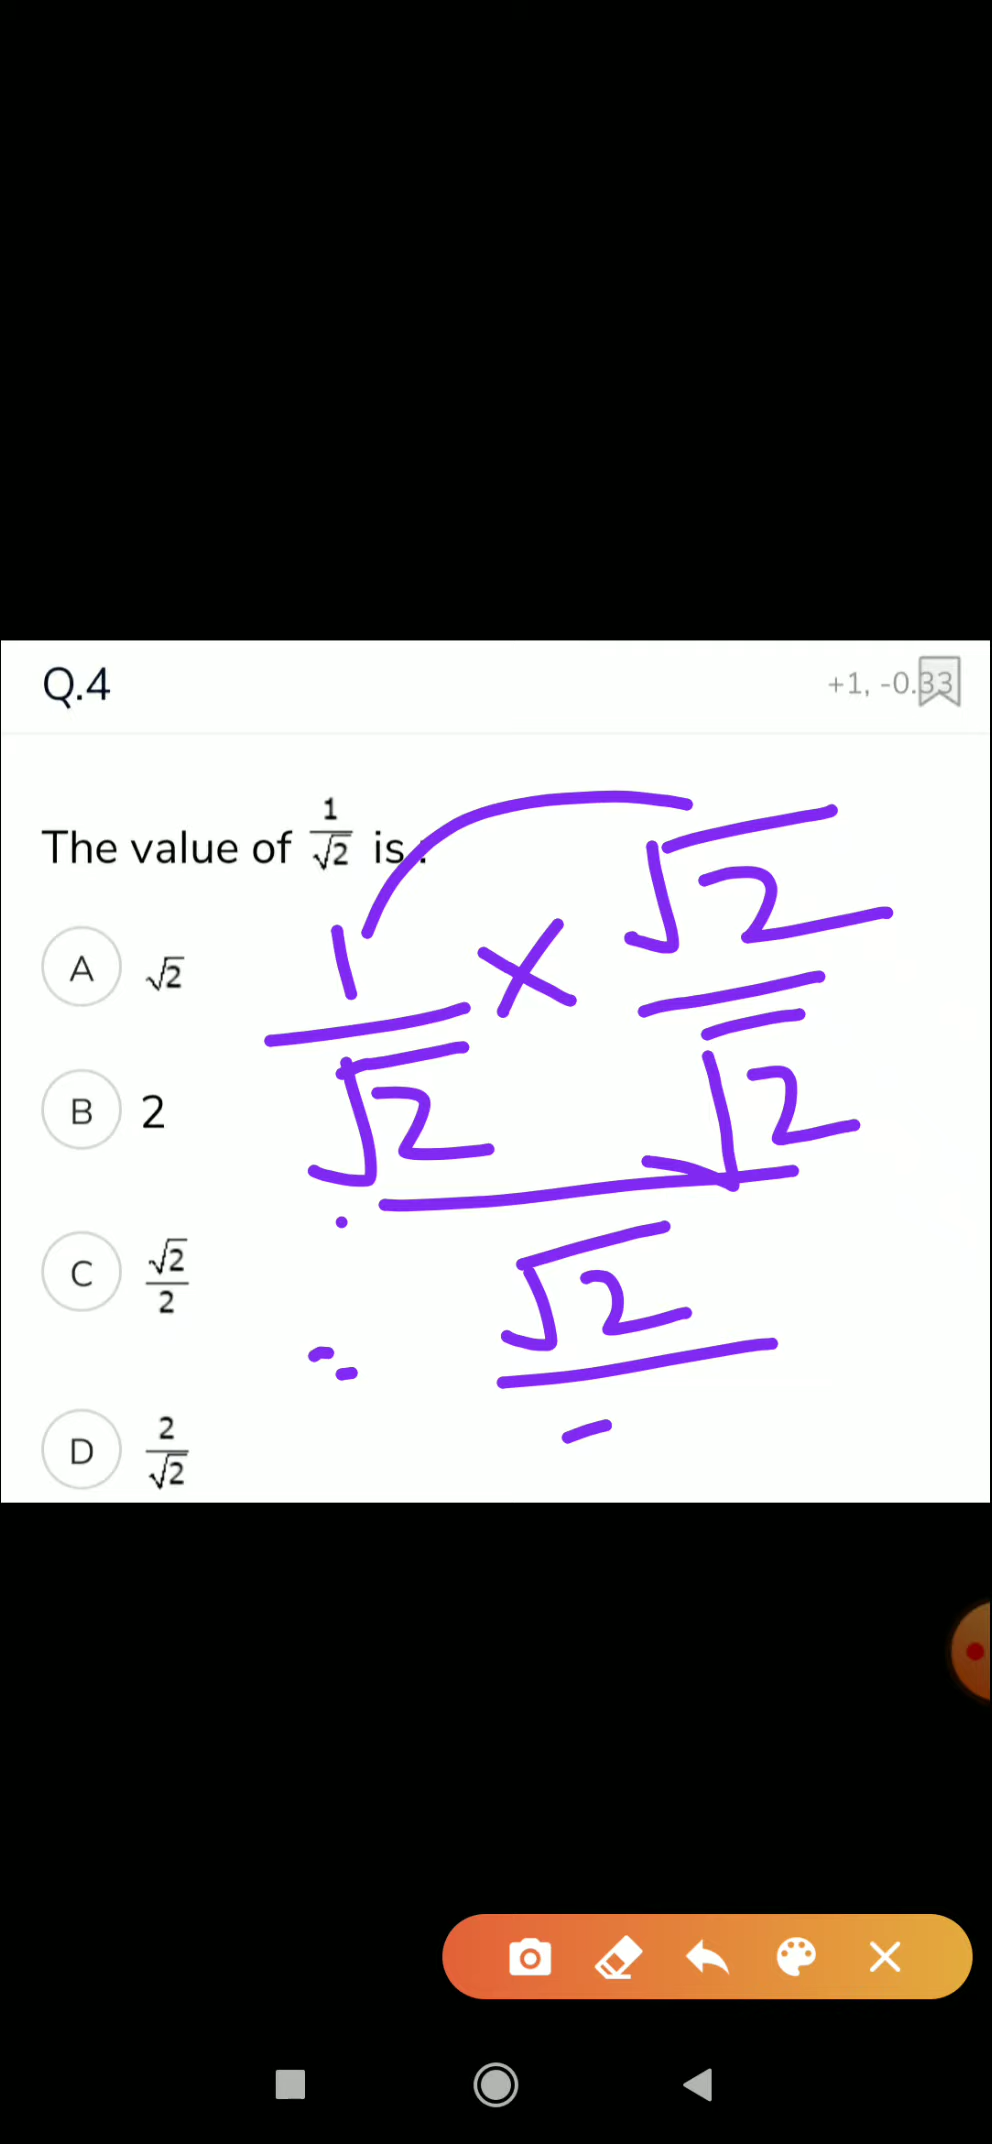 Q.4
+1, -0.33
The value of 1/√2 is :
1/√2 × √2/√2
A √2
B 2
C √2/2
= √2/
D 2/√2